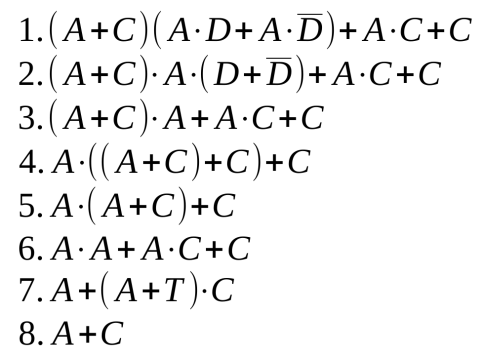 1. (A+C)(A·D+A·D̅)+A·C+C
2. (A+C)·A·(D+D̅)+A·C+C
3. (A+C)·A+A·C+C
4. A·((A+C)+C)+C
5. A·(A+C)+C
6. A·A+A·C+C
7. A+(A+T)·C
8. A+C